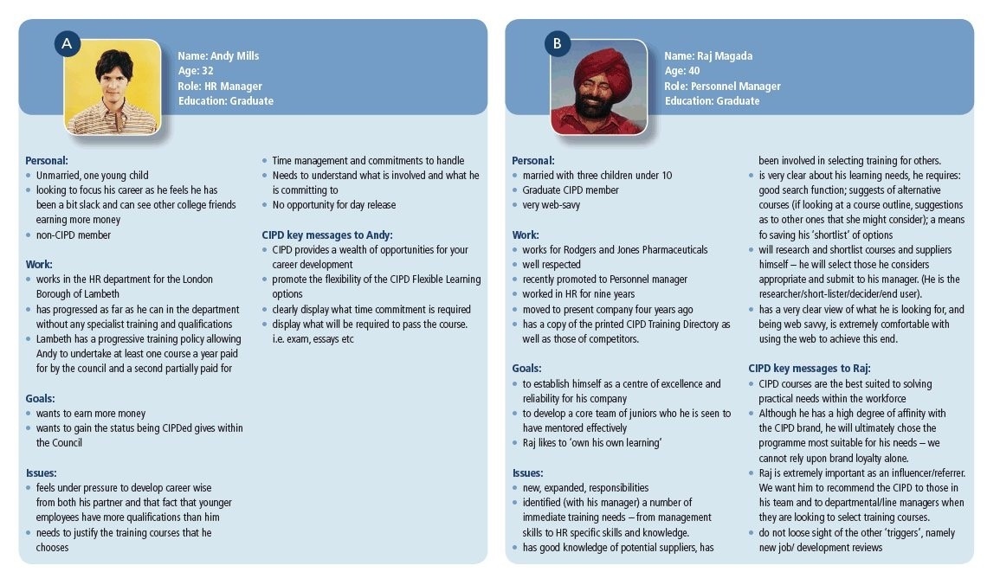 A
Name: Andy Mills
Age: 32
Role: HR Manager
Education: Graduate
Personal:
• Unmarried, one young child
• looking to focus his career as he feels he has
been a bit slack and can see other college friends
earning more money
• non-CIPD member
Work:
• works in the HR department for the London
Borough of Lambeth
• has progressed as far as he can in the department
without any specialist training and qualifications
• Lambeth has a progressive training policy allowing
Andy to undertake at least one course a year paid
for by the council and a second partially paid for
Goals:
• wants to earn more money
• wants to gain the status being CIPDed gives within
the Council
Issues:
• feels under pressure to develop career wise
from both his partner and that fact that younger
employees have more qualifications than him
• needs to justify the training courses that he
chooses
• Time management and commitments to handle
• Needs to understand what is involved and what he
is committing to
• No opportunity for day release
CIPD key messages to Andy:
• CIPD provides a wealth of opportunities for your
career development
• promote the flexibility of the CIPD Flexible Learning
options
• clearly display what time commitment is required
• display what will be required to pass the course.
i.e. exam, essays etc
B
Name: Raj Magada
Age: 40
Role: Personnel Manager
Education: Graduate
Personal:
• married with three children under 10
• Graduate CIPD member
• very web-savy
Work:
• works for Rodgers and Jones Pharmaceuticals
• well respected
• recently promoted to Personnel manager
• worked in HR for nine years
• moved to present company four years ago
• has a copy of the printed CIPD Training Directory as
well as those of competitors.
Goals:
• to establish himself as a centre of excellence and
reliability for his company
• to develop a core team of juniors who he is seen to
have mentored effectively
• Raj likes to ‘own his own learning’
Issues:
• new, expanded, responsibilities
• identified (with his manager) a number of
immediate training needs – from management
skills to HR specific skills and knowledge.
• has good knowledge of potential suppliers, has
been involved in selecting training for others.
• is very clear about his learning needs, he requires:
good search function; suggests of alternative
courses (if looking at a course outline, suggestions
as to other ones that she might consider); a means
fo saving his ‘shortlist’ of options
• will research and shortlist courses and suppliers
himself – he will select those he considers
appropriate and submit to his manager. (He is the
researcher/short-lister/decider/end user).
• has a very clear view of what he is looking for, and
being web savvy, is extremely comfortable with
using the web to achieve this end.
CIPD key messages to Raj:
• CIPD courses are the best suited to solving
practical needs within the workforce
• Although he has a high degree of affinity with
the CIPD brand, he will ultimately chose the
programme most suitable for his needs – we
cannot rely upon brand loyalty alone.
• Raj is extremely important as an influencer/referrer.
We want him to recommend the CIPD to those in
his team and to departmental/line managers when
they are looking to select training courses.
• do not loose sight of the other ‘triggers’, namely
new job/ development reviews